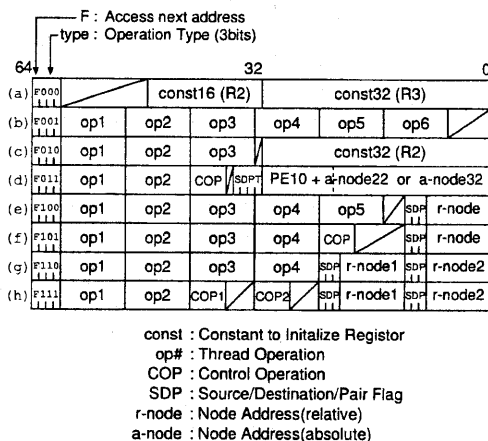 F : Access next address
type : Operation Type (3bits)
64 32 0
(a) F000 const16 (R2) const32 (R3)
(b) F001 op1 op2 op3 op4 op5 op6
(c) F010 op1 op2 op3 const32 (R2)
(d) F011 op1 op2 COP SDPT PE10 + a-node22 or a-node32
(e) F100 op1 op2 op3 op4 op5 SDP r-node
(f) F101 op1 op2 op3 op4 COP SDP r-node
(g) F110 op1 op2 op3 op4 SDP r-node1 SDP r-node2
(h) F111 op1 op2 COP1 COP2 SDP r-node1 SDP r-node2
const : Constant to Initalize Registor
op# : Thread Operation
COP : Control Operation
SDP : Source/Destination/Pair Flag
r-node : Node Address(relative)
a-node : Node Address(absolute)